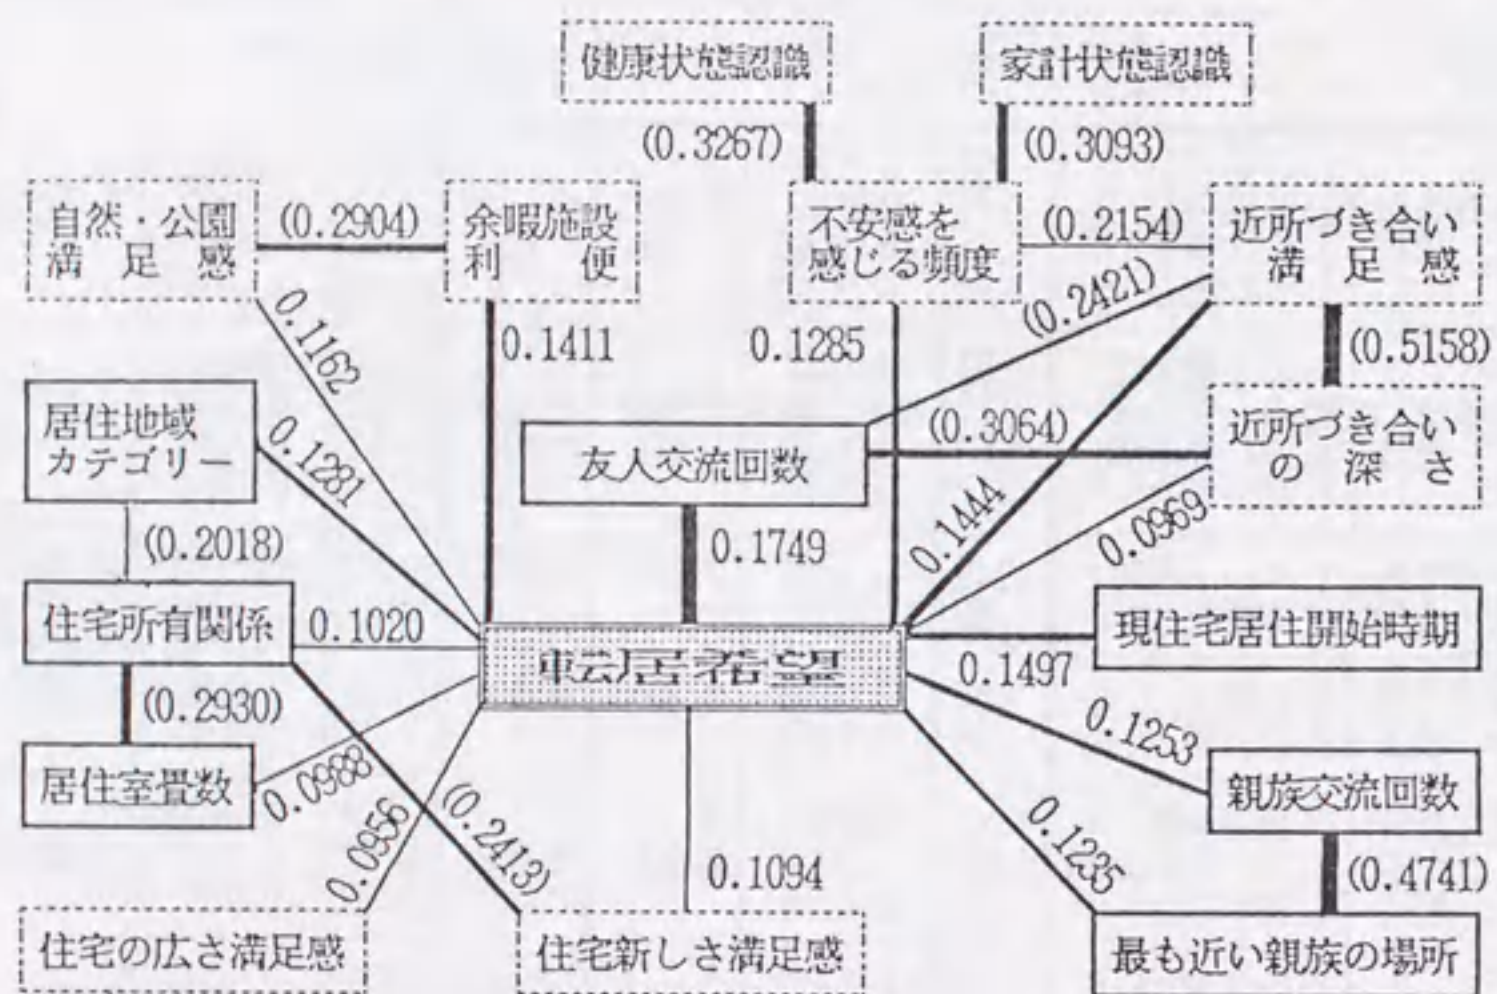 健康状態認識
家計状態認識
(0.3267)
(0.3093)
自然・公園
満足感
(0.2904)
余暇施設
利便
不安感を
感じる頻度
(0.2154)
近所づき合い
満足感
(0.2421)
0.1162
0.1411
0.1285
(0.5158)
居住地域
カテゴリー
0.1281
友人交流回数
(0.3064)
近所づき合い
の深さ
0.1444
0.0969
(0.2018)
0.1749
住宅所有関係
0.1020
転居希望
現住宅居住開始時期
0.1497
(0.2930)
0.1253
居住室畳数
0.0988
親族交流回数
0.0956
(0.2413)
0.1094
0.1235
(0.4741)
住宅の広さ満足感
住宅新しさ満足感
最も近い親族の場所